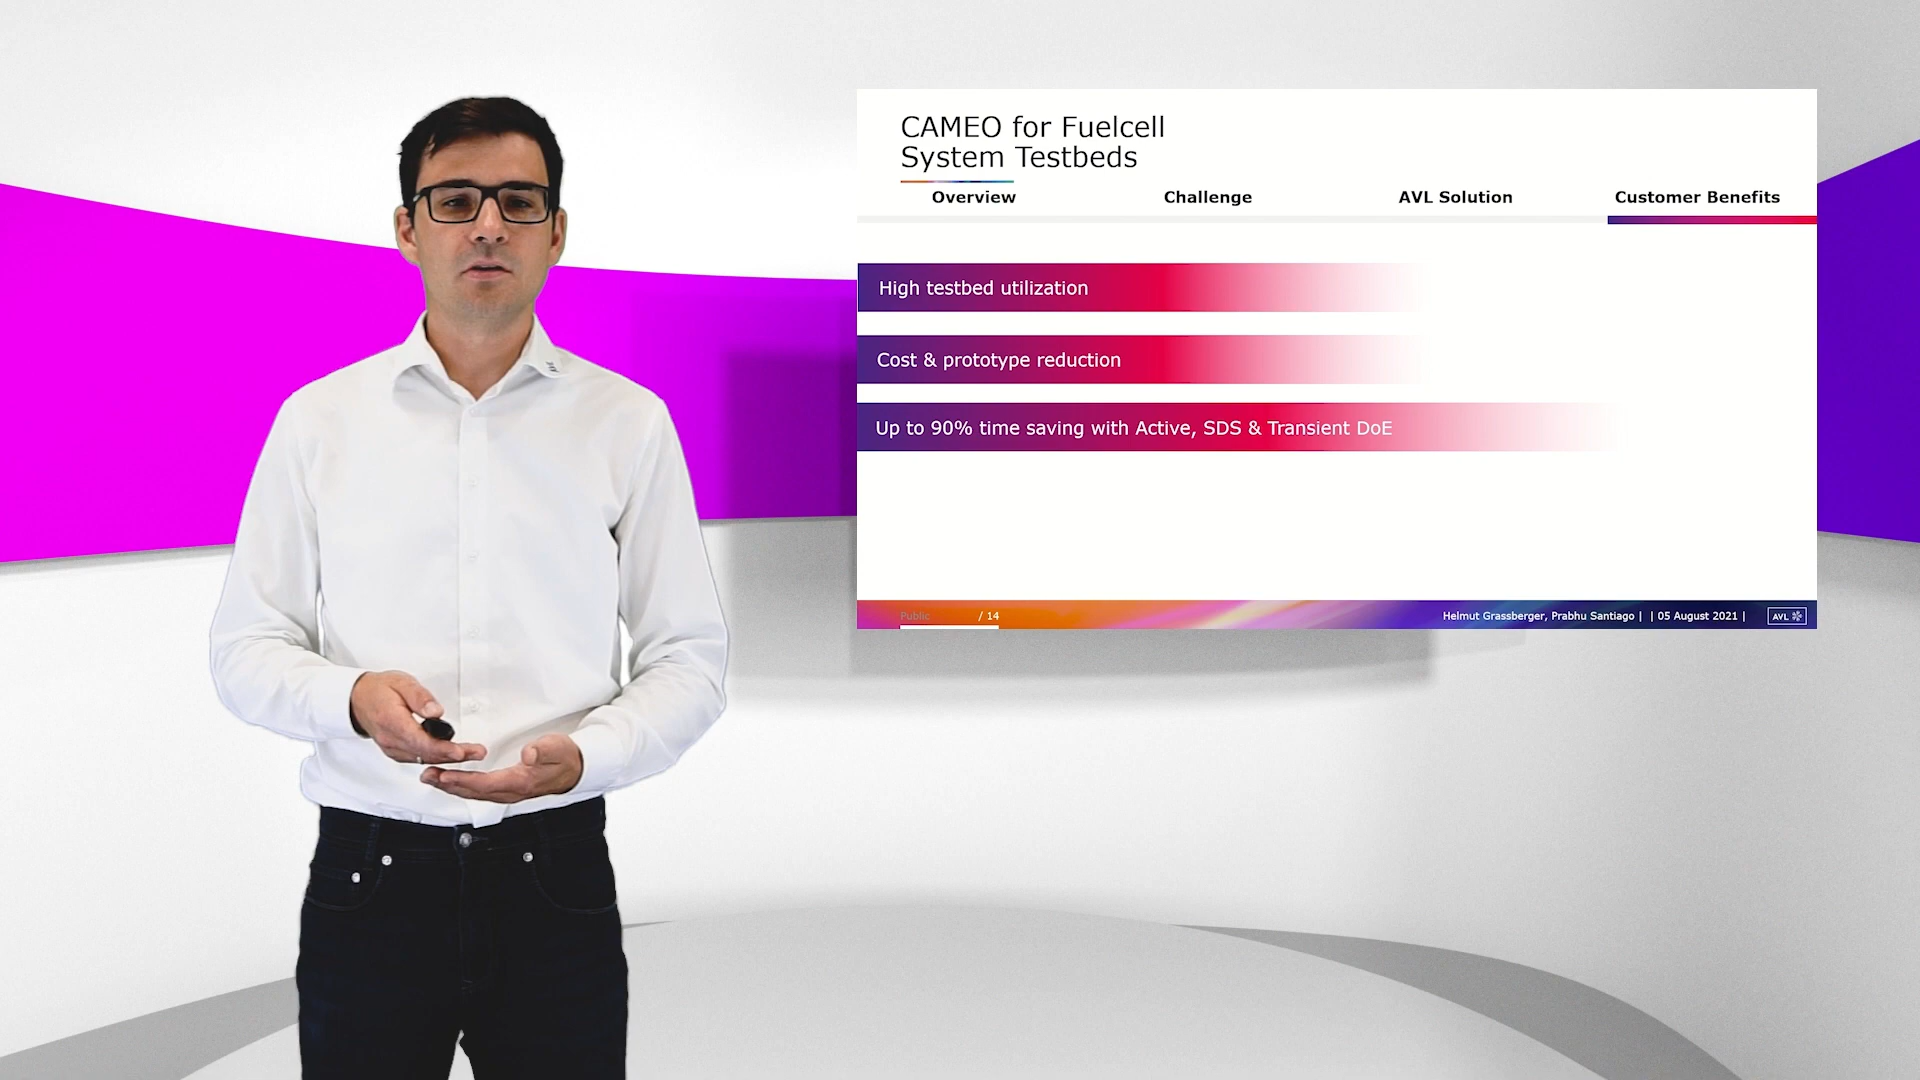 CAMEO for Fuelcell
System Testbeds
Overview Challenge AVL Solution Customer Benefits
High testbed utilization
Cost & prototype reduction
Up to 90% time saving with Active, SDS & Transient DoE
Public / 14 Helmut Grassberger, Prabhu Santiago | | 05 August 2021 | AVL